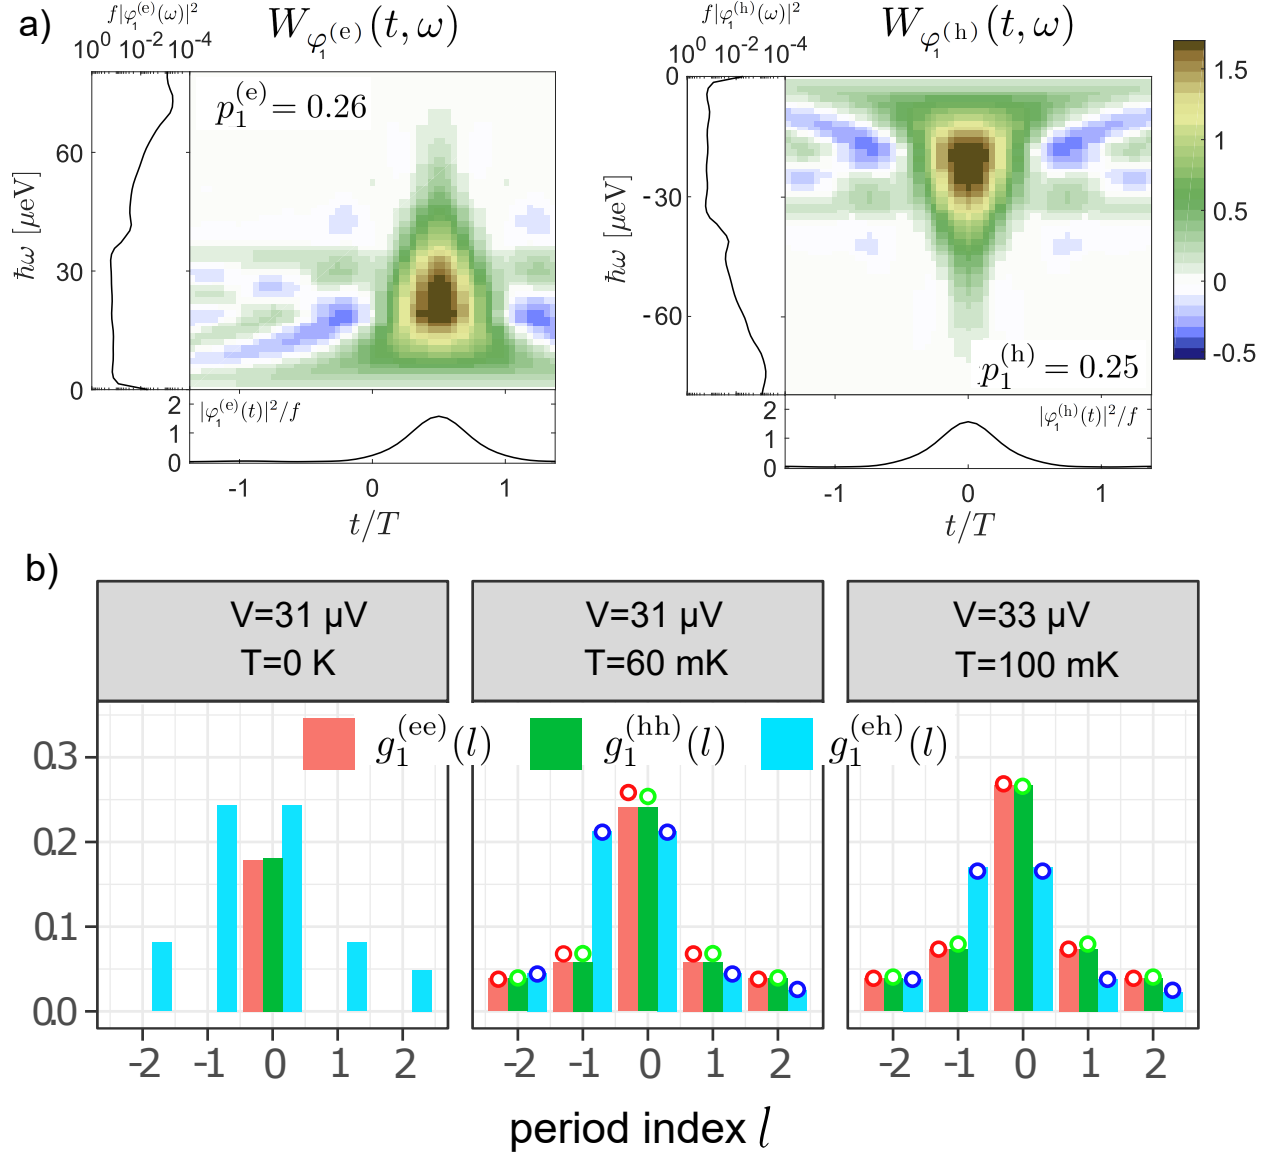 a)
f|φ₁⁽ᵉ⁾(ω)|²
10⁰ 10⁻² 10⁻⁴
W_φ₁⁽ᵉ⁾(t, ω)
p₁⁽ᵉ⁾ = 0.26
60
30
0
ħω [μeV]
|φ₁⁽ᵉ⁾(t)|²/f
2
1
0
-1 0 1
t/T
f|φ₁⁽ʰ⁾(ω)|²
10⁰ 10⁻² 10⁻⁴
W_φ₁⁽ʰ⁾(t, ω)
0
-30
-60
ħω [μeV]
p₁⁽ʰ⁾ = 0.25
|φ₁⁽ʰ⁾(t)|²/f
2
1
0
-1 0 1
t/T
1.5
1
0.5
0
-0.5
b)
V=31 µV
T=0 K
V=31 µV
T=60 mK
V=33 µV
T=100 mK
g₁⁽ᵉᵉ⁾(l) g₁⁽ʰʰ⁾(l) g₁⁽ᵉʰ⁾(l)
0.3
0.2
0.1
0.0
-2 -1 0 1 2
-2 -1 0 1 2
-2 -1 0 1 2
period index l